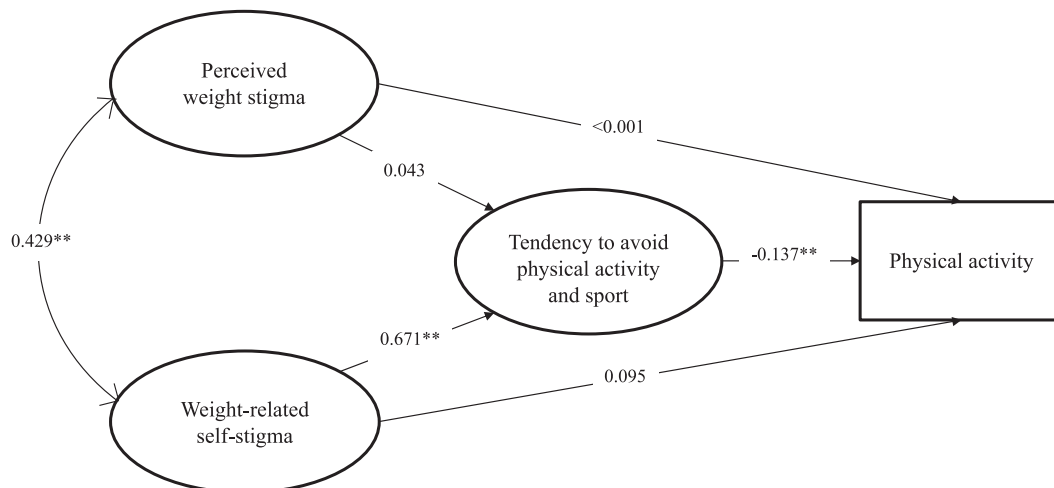 Perceived
weight stigma
<0.001
0.043
0.429**
Tendency to avoid
physical activity
and sport
-0.137**
Physical activity
0.671**
0.095
Weight-related
self-stigma